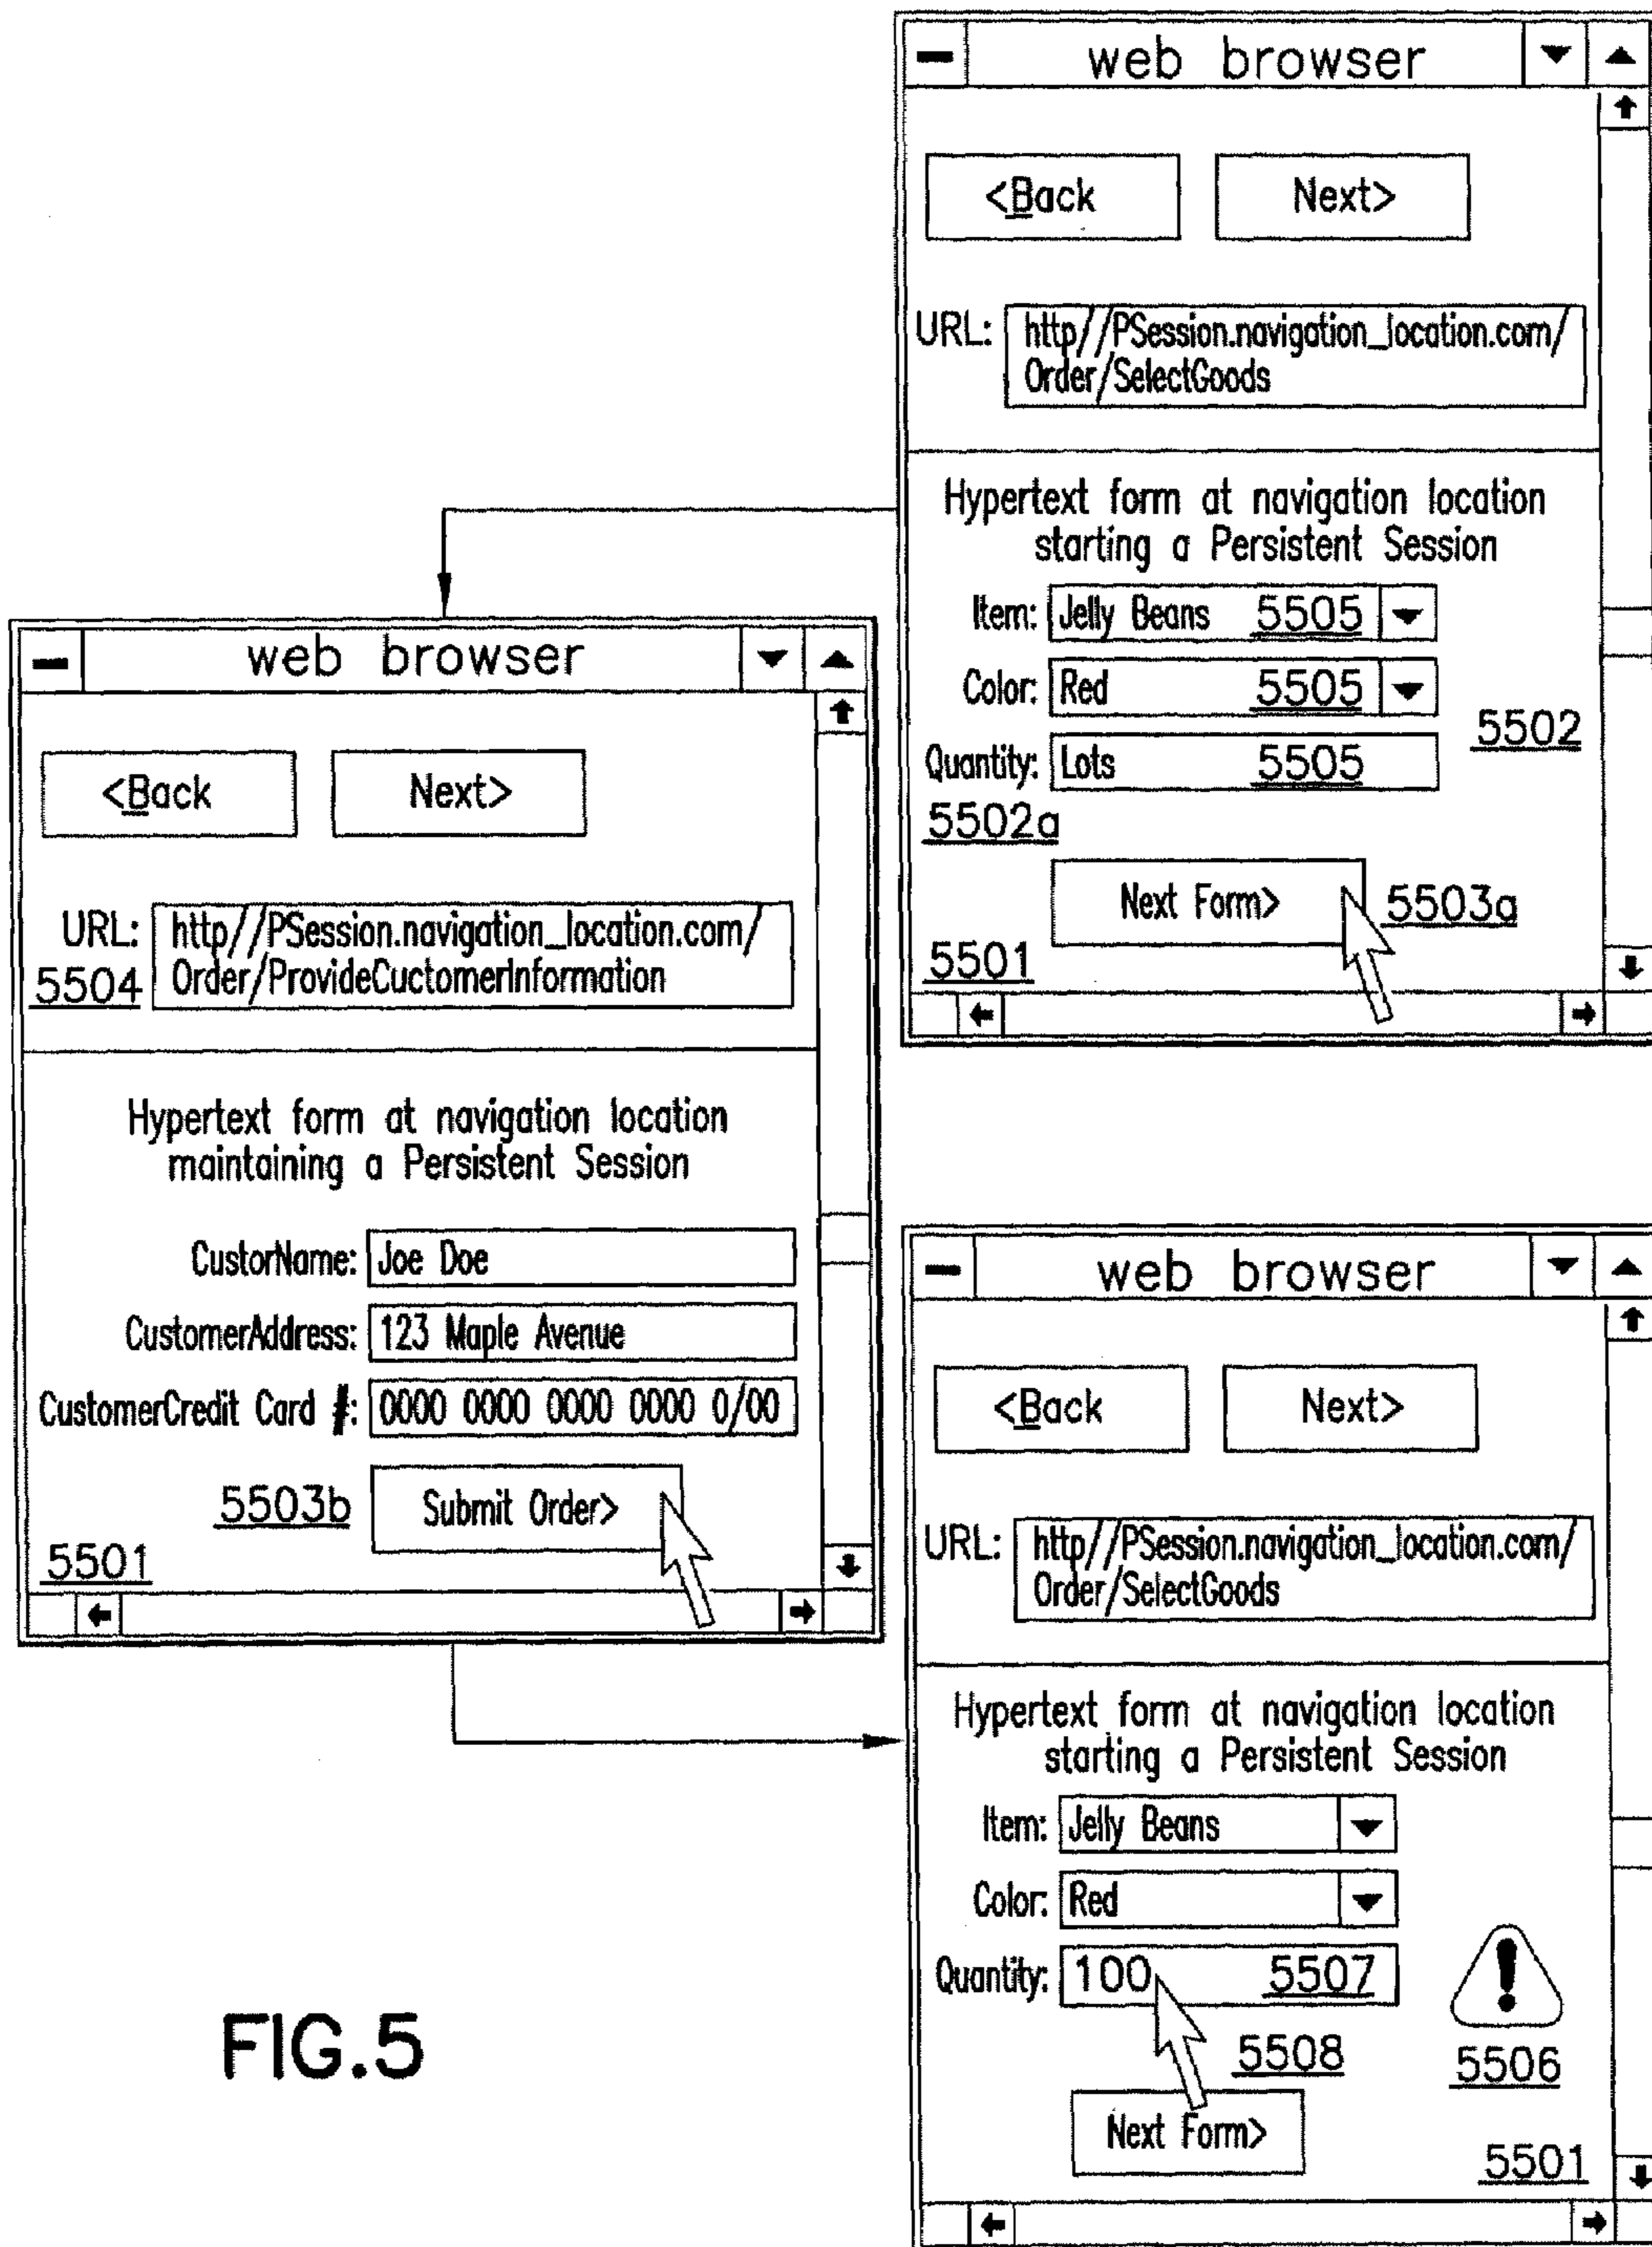 web browser
<Back
Next>
URL:
http//PSession.navigation_location.com/
Order/SelectGoods
Hypertext form at navigation location
starting a Persistent Session
Item: Jelly Beans 5505
Color: Red 5505
5502
Quantity: Lots 5505
5502a
Next Form>
5503a
5501
web browser
<Back
Next>
URL:
5504
http//PSession.navigation_location.com/
Order/ProvideCuctomerInformation
Hypertext form at navigation location
maintaining a Persistent Session
CustorName: Joe Doe
CustomerAddress: 123 Maple Avenue
CustomerCredit Card #: 0000 0000 0000 0000 0/00
5503b
Submit Order>
5501
web browser
<Back
Next>
URL:
http//PSession.navigation_location.com/
Order/SelectGoods
Hypertext form at navigation location
starting a Persistent Session
Item: Jelly Beans
Color: Red
Quantity: 100 5507
!
5508
5506
Next Form>
5501
FIG.5